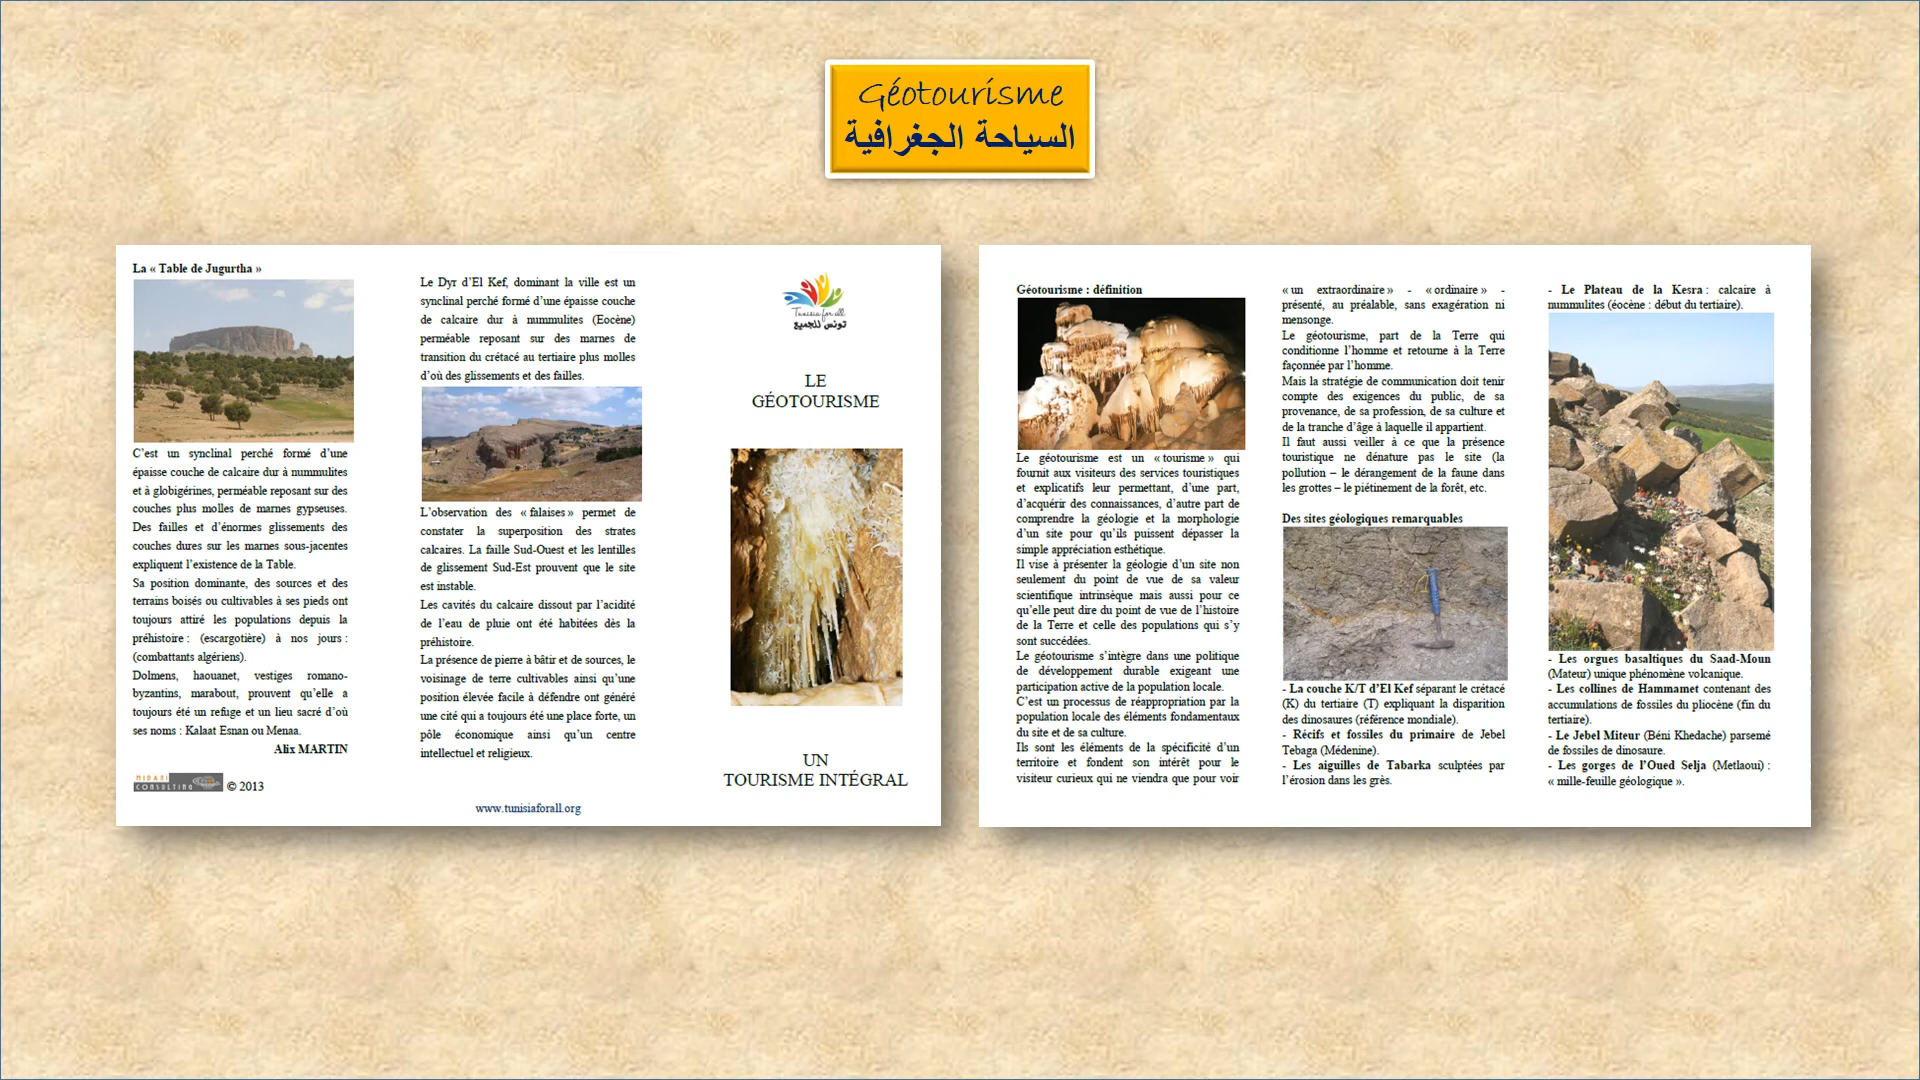 Géotourisme
السياحة الجغرافية
La « Table de Jugurtha »
C’est un synclinal perché formé d’une
épaisse couche de calcaire dur à nummulites
et à globigérines, perméable reposant sur des
couches plus molles de marnes gypseuses.
Des failles et d’énormes glissements des
couches dures sur les marnes sous-jacentes
expliquent l’existence de la Table.
Sa position dominante, des sources et des
terrains boisés ou cultivables à ses pieds ont
toujours attiré les populations depuis la
préhistoire : (escargotière) à nos jours :
(combattants algériens).
Dolmens, haouanet, vestiges romano-
byzantins, marabout, prouvent qu’elle a
toujours été un refuge et un lieu sacré d’où
ses noms : Kalaat Esnan ou Menaa.
Alix MARTIN
MIDANI
CONSULTING
© 2013
Le Dyr d’El Kef, dominant la ville est un
synclinal perché formé d’une épaisse couche
de calcaire dur à nummulites (Eocène)
perméable reposant sur des marnes de
transition du crétacé au tertiaire plus molles
d’où des glissements et des failles.
L’observation des « falaises » permet de
constater la superposition des strates
calcaires. La faille Sud-Ouest et les lentilles
de glissement Sud-Est prouvent que le site
est instable.
Les cavités du calcaire dissout par l’acidité
de l’eau de pluie ont été habitées dès la
préhistoire.
La présence de pierre à bâtir et de sources, le
voisinage de terre cultivables ainsi qu’une
position élevée facile à défendre ont généré
une cité qui a toujours été une place forte, un
pôle économique ainsi qu’un centre
intellectuel et religieux.
www.tunisiaforall.org
Tunisia for all
تونس للجميع
LE
GÉOTOURISME
UN
TOURISME INTÉGRAL
Géotourisme : définition
Le géotourisme est un « tourisme » qui
fournit aux visiteurs des services touristiques
et explicatifs leur permettant, d’une part,
d’acquérir des connaissances, d’autre part de
comprendre la géologie et la morphologie
d’un site pour qu’ils puissent dépasser la
simple appréciation esthétique.
Il vise à présenter la géologie d’un site non
seulement du point de vue de sa valeur
scientifique intrinsèque mais aussi pour ce
qu’elle peut dire du point de vue de l’histoire
de la Terre et celle des populations qui s’y
sont succédées.
Le géotourisme s’intègre dans une politique
de développement durable exigeant une
participation active de la population locale.
C’est un processus de réappropriation par la
population locale des éléments fondamentaux
du site et de sa culture.
Ils sont les éléments de la spécificité d’un
territoire et fondent son intérêt pour le
visiteur curieux qui ne viendra que pour voir
« un extraordinaire » - « ordinaire » -
présenté, au préalable, sans exagération ni
mensonge.
Le géotourisme, part de la Terre qui
conditionne l’homme et retourne à la Terre
façonnée par l’homme.
Mais la stratégie de communication doit tenir
compte des exigences du public, de sa
provenance, de sa profession, de sa culture et
de la tranche d’âge à laquelle il appartient.
Il faut aussi veiller à ce que la présence
touristique ne dénature pas le site (la
pollution – le dérangement de la faune dans
les grottes – le piétinement de la forêt, etc.
Des sites géologiques remarquables
- La couche K/T d’El Kef séparant le crétacé
(K) du tertiaire (T) expliquant la disparition
des dinosaures (référence mondiale).
- Récifs et fossiles du primaire de Jebel
Tebaga (Médenine).
- Les aiguilles de Tabarka sculptées par
l’érosion dans les grès.
- Le Plateau de la Kesra : calcaire à
nummulites (éocène : début du tertiaire).
- Les orgues basaltiques du Saad-Moun
(Mateur) unique phénomène volcanique.
- Les collines de Hammamet contenant des
accumulations de fossiles du pliocène (fin du
tertiaire).
- Le Jebel Miteur (Béni Khedache) parsemé
de fossiles de dinosaure.
- Les gorges de l’Oued Selja (Metlaoui) :
« mille-feuille géologique ».